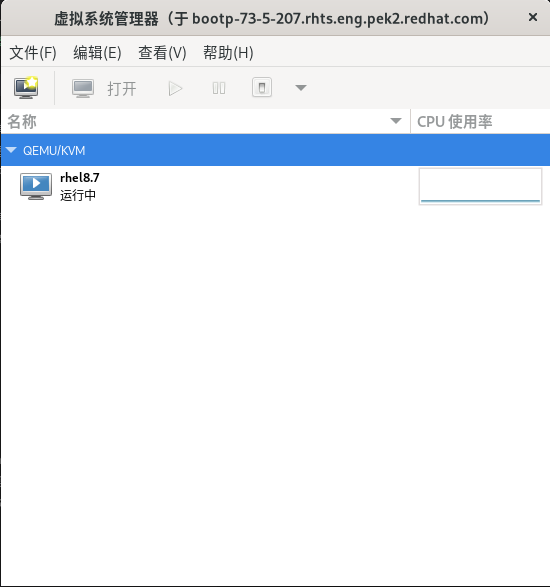 虚拟系统管理器（于 bootp-73-5-207.rhts.eng.pek2.redhat.com）
文件(F) 编辑(E) 查看(V) 帮助(H)
打开
名称 CPU 使用率
QEMU/KVM
rhel8.7
运行中